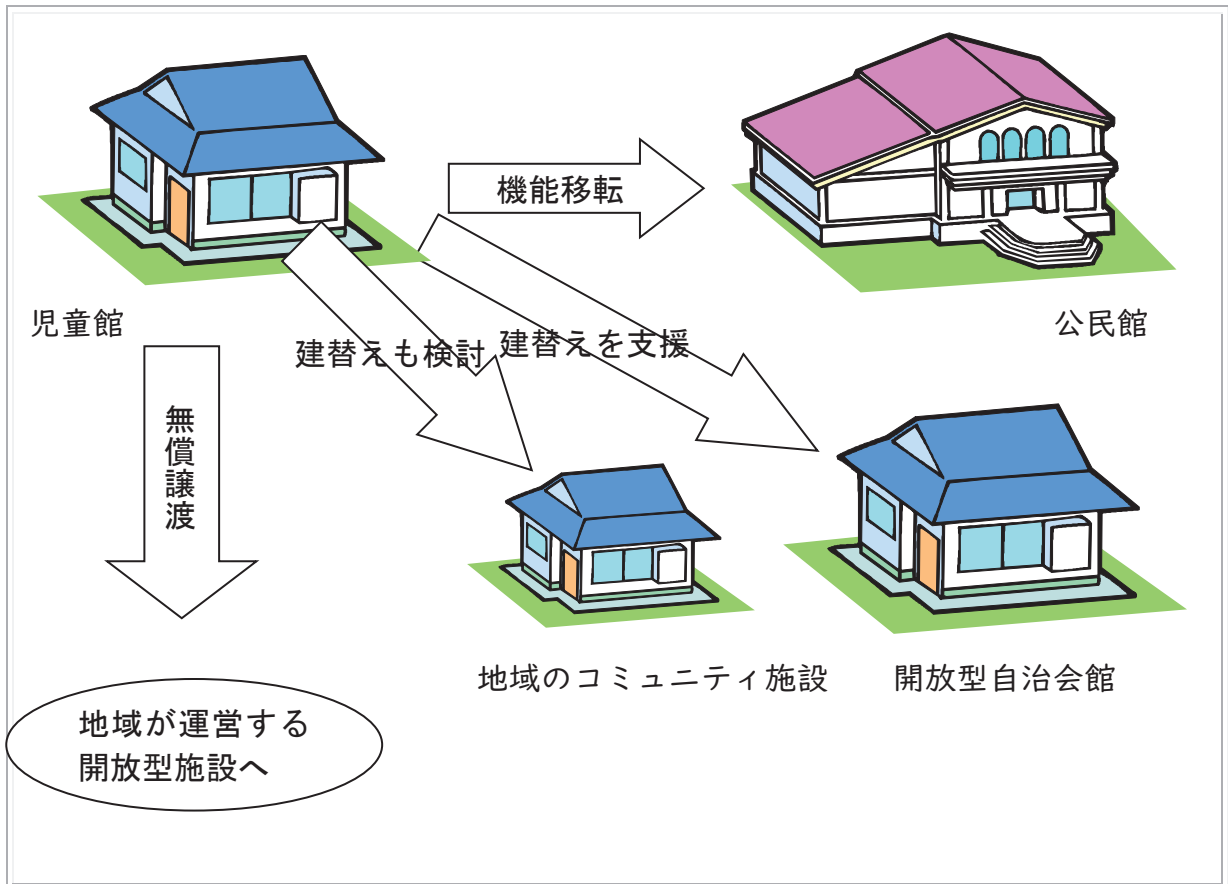 機能移転
児童館
公民館
建替えも検討
建替えを支援
無償譲渡
地域のコミュニティ施設
開放型自治会館
地域が運営する
開放型施設へ